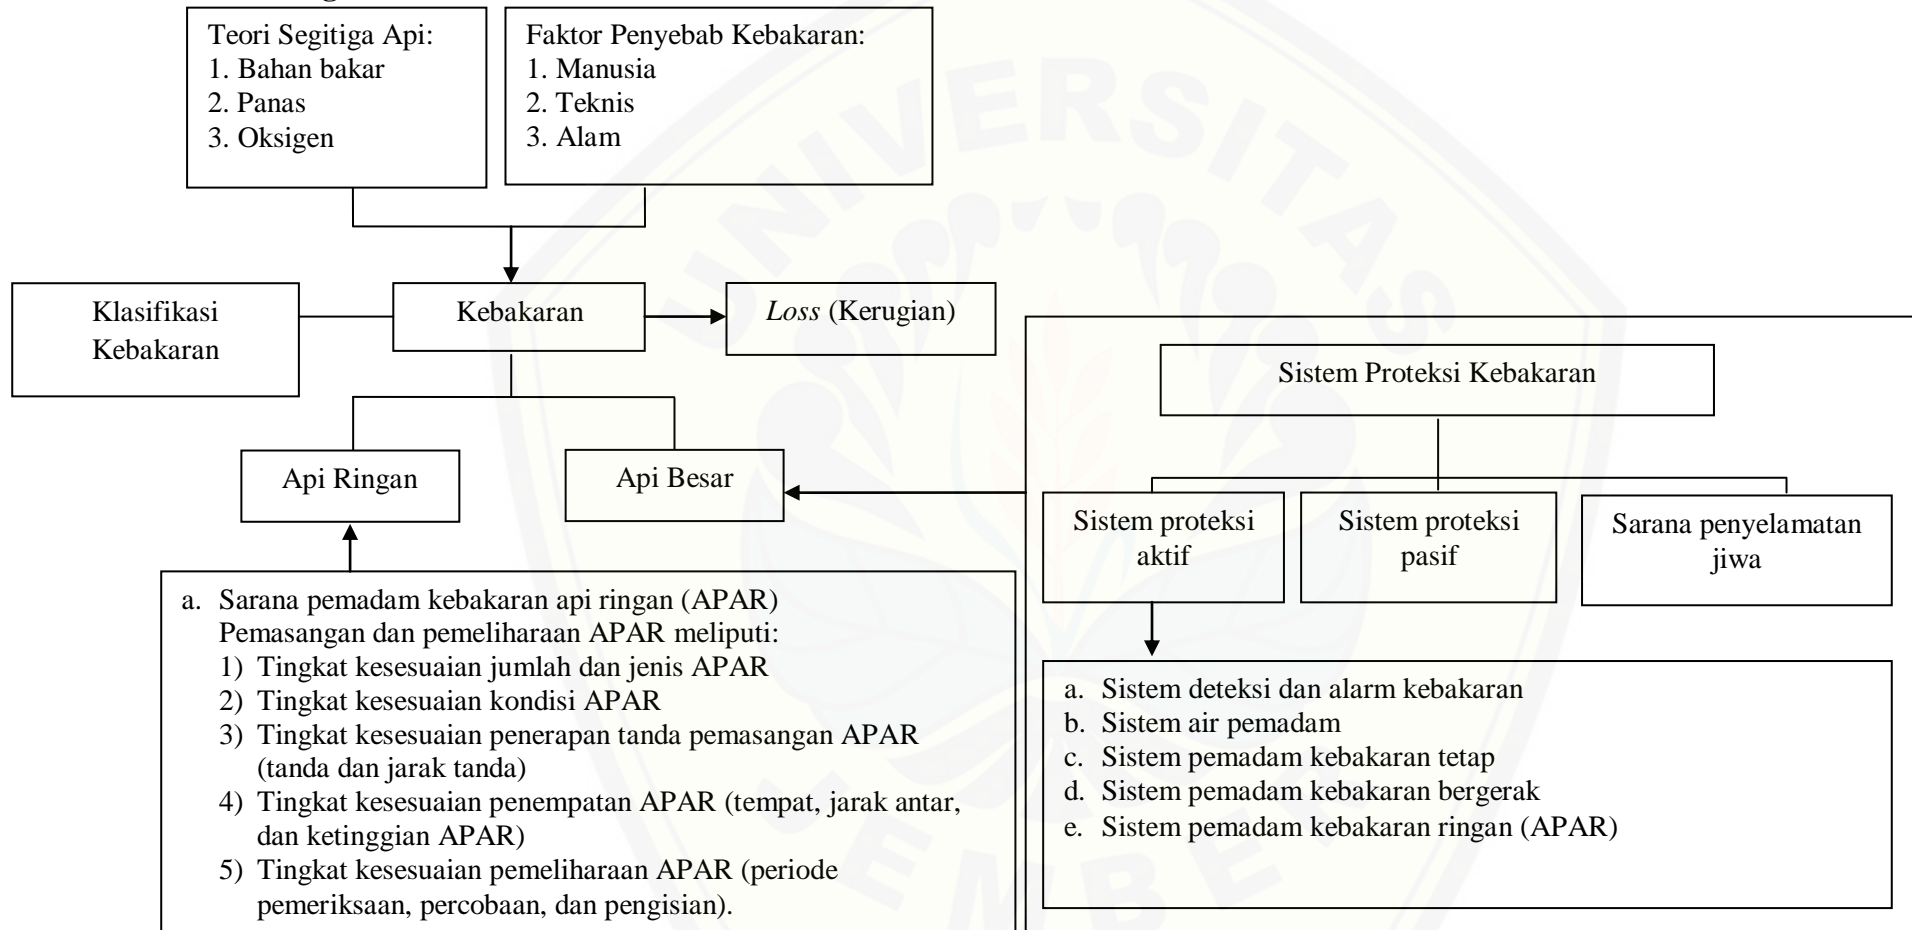 Teori Segitiga Api:
1. Bahan bakar
2. Panas
3. Oksigen
Faktor Penyebab Kebakaran:
1. Manusia
2. Teknis
3. Alam
Klasifikasi
Kebakaran
Kebakaran
Loss (Kerugian)
Api Ringan
Api Besar
a. Sarana pemadam kebakaran api ringan (APAR)
Pemasangan dan pemeliharaan APAR meliputi:
1) Tingkat kesesuaian jumlah dan jenis APAR
2) Tingkat kesesuaian kondisi APAR
3) Tingkat kesesuaian penerapan tanda pemasangan APAR
(tanda dan jarak tanda)
4) Tingkat kesesuaian penempatan APAR (tempat, jarak antar,
dan ketinggian APAR)
5) Tingkat kesesuaian pemeliharaan APAR (periode
pemeriksaan, percobaan, dan pengisian).
Sistem Proteksi Kebakaran
Sistem proteksi
aktif
Sistem proteksi
pasif
Sarana penyelamatan
jiwa
a. Sistem deteksi dan alarm kebakaran
b. Sistem air pemadam
c. Sistem pemadam kebakaran tetap
d. Sistem pemadam kebakaran bergerak
e. Sistem pemadam kebakaran ringan (APAR)
UNIVERSITAS
JEMBER